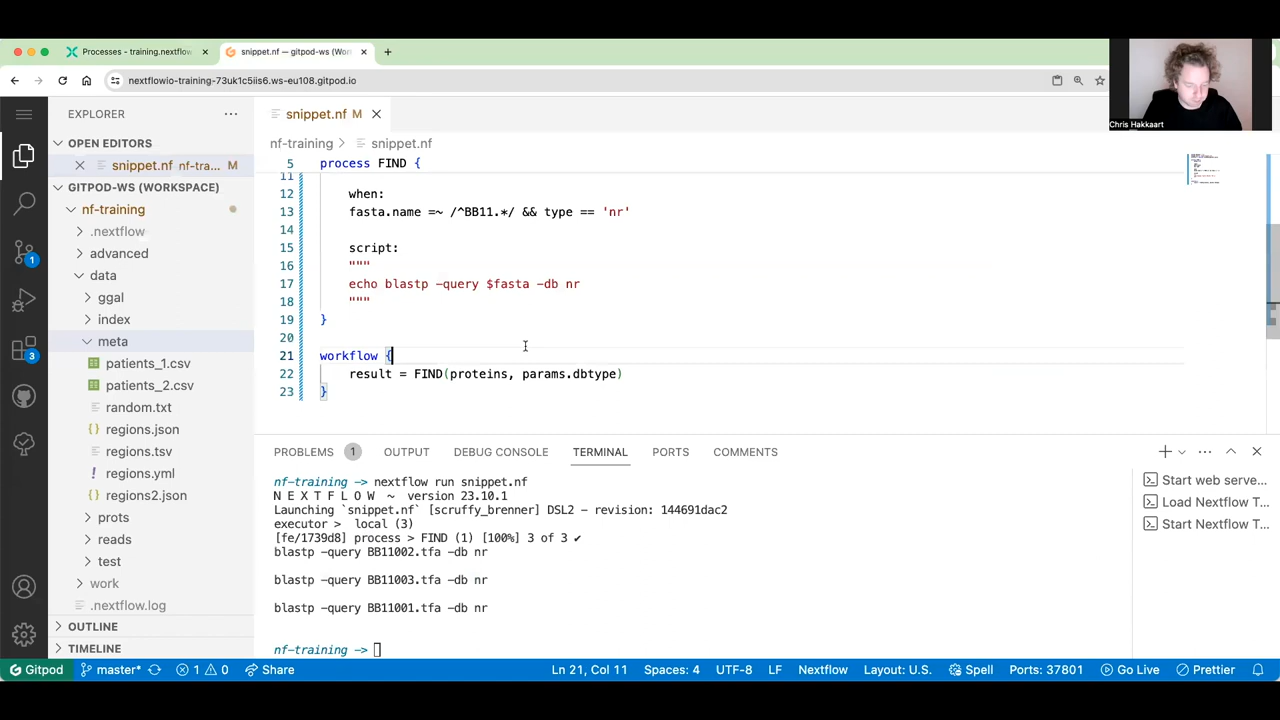 Processes - training.nextflow
snippet.nf — gitpod-ws (Wor
nextflowio-training-73uk1c5iis6.ws-eu108.gitpod.io
Chris Hakkaart
EXPLORER
OPEN EDITORS
snippet.nf nf-tra... M
GITPOD-WS (WORKSPACE)
nf-training
.nextflow
advanced
data
ggal
index
meta
patients_1.csv
patients_2.csv
random.txt
regions.json
regions.tsv
regions.yml
regions2.json
prots
reads
test
work
.nextflow.log
OUTLINE
TIMELINE
1
3
snippet.nf M
nf-training > snippet.nf
5 process FIND {
11
12 when:
13 fasta.name =~ /^BB11.*/ && type == 'nr'
14
15 script:
16 """
17 echo blastp -query $fasta -db nr
18 """
19 }
20
21 workflow {
22 result = FIND(proteins, params.dbtype)
23 }
PROBLEMS 1 OUTPUT DEBUG CONSOLE TERMINAL PORTS COMMENTS
nf-training -> nextflow run snippet.nf
N E X T F L O W ~ version 23.10.1
Launching `snippet.nf` [scruffy_brenner] DSL2 - revision: 144691dac2
executor > local (3)
[fe/1739d8] process > FIND (1) [100%] 3 of 3 ✔
blastp -query BB11002.tfa -db nr
blastp -query BB11003.tfa -db nr
blastp -query BB11001.tfa -db nr
nf-training ->
Start web serve...
Load Nextflow T...
Start Nextflow T...
Gitpod master* 1 0 Share Ln 21, Col 11 Spaces: 4 UTF-8 LF Nextflow Layout: U.S. Spell Ports: 37801 Go Live Prettier